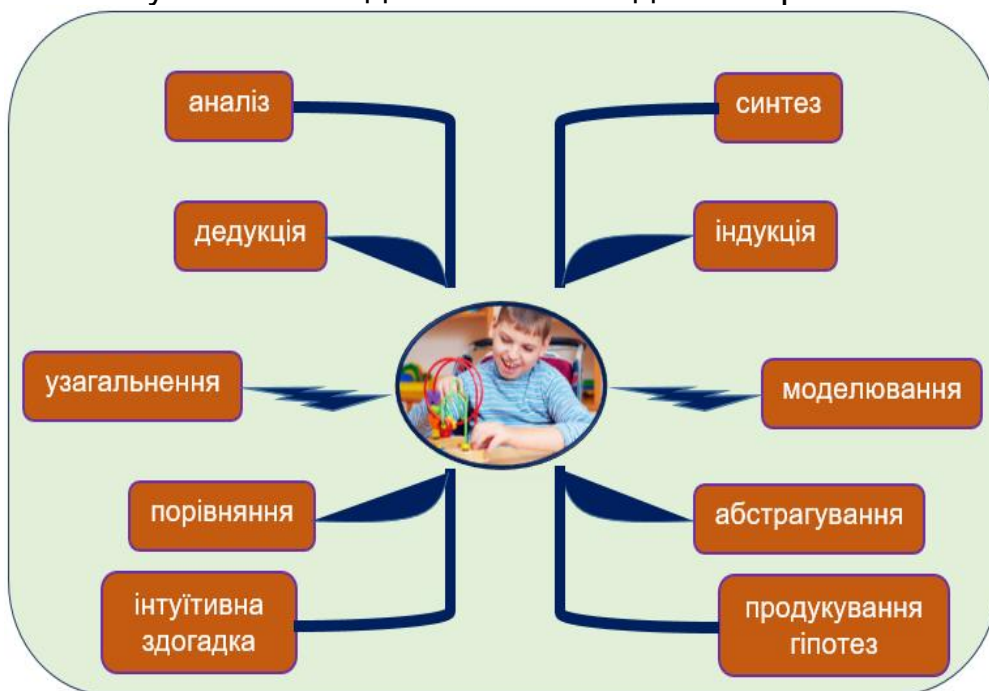 аналіз
синтез
дедукція
індукція
узагальнення
моделювання
порівняння
абстрагування
інтуїтивна
здогадка
продукування
гіпотез